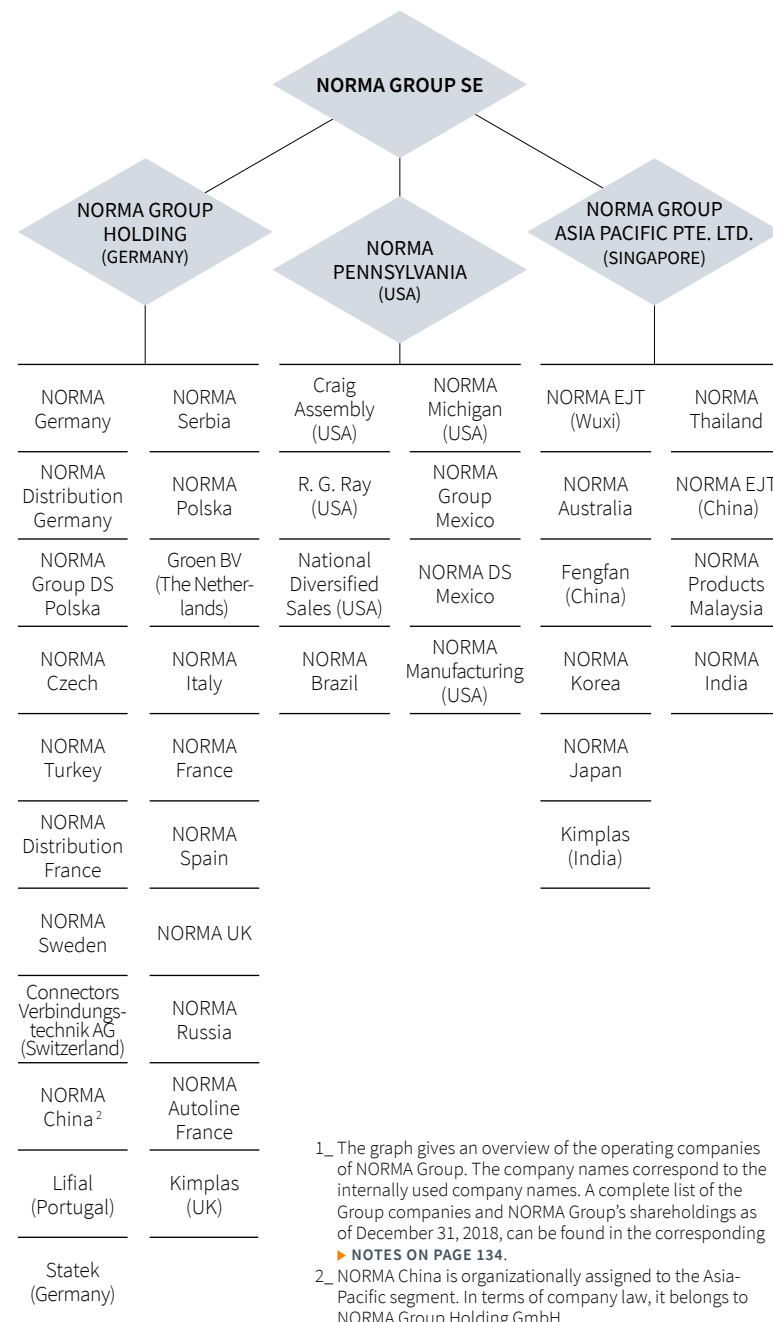 NORMA GROUP SE
NORMA GROUP
HOLDING
(GERMANY)
NORMA
PENNSYLVANIA
(USA)
NORMA GROUP
ASIA PACIFIC PTE. LTD.
(SINGAPORE)
NORMA
Germany
NORMA
Serbia
Craig
Assembly
(USA)
NORMA
Michigan
(USA)
NORMA EJT
(Wuxi)
NORMA
Thailand
NORMA
Distribution
Germany
NORMA
Polska
R. G. Ray
(USA)
NORMA
Group
Mexico
NORMA
Australia
NORMA EJT
(China)
NORMA
Group DS
Polska
Groen BV
(The Nether-
lands)
National
Diversified
Sales (USA)
NORMA DS
Mexico
Fengfan
(China)
NORMA
Products
Malaysia
NORMA
Czech
NORMA
Italy
NORMA
Brazil
NORMA
Manufacturing
(USA)
NORMA
Korea
NORMA
India
NORMA
Turkey
NORMA
France
NORMA
Japan
NORMA
Distribution
France
NORMA
Spain
Kimplas
(India)
NORMA
Sweden
NORMA UK
Connectors
Verbindungs-
technik AG
(Switzerland)
NORMA
Russia
NORMA
China 2
NORMA
Autoline
France
Lifial
(Portugal)
Kimplas
(UK)
Statek
(Germany)
1_ The graph gives an overview of the operating companies
of NORMA Group. The company names correspond to the
internally used company names. A complete list of the
Group companies and NORMA Group's shareholdings as
of December 31, 2018, can be found in the corresponding
▶ NOTES ON PAGE 134.
2_ NORMA China is organizationally assigned to the Asia-
Pacific segment. In terms of company law, it belongs to
NORMA Group Holding GmbH.